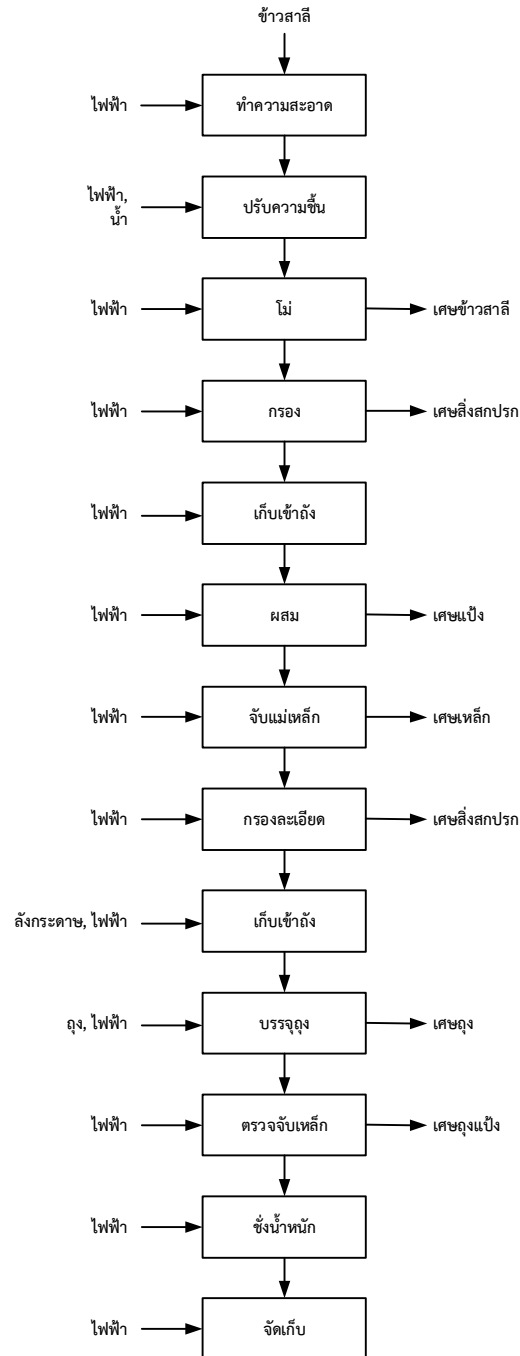 ข้าวสาลี
ไฟฟ้า
ทำความสะอาด
ไฟฟ้า,
น้ำ
ปรับความชื้น
ไฟฟ้า
โม่
เศษข้าวสาลี
ไฟฟ้า
กรอง
เศษสิ่งสกปรก
ไฟฟ้า
เก็บเข้าถัง
ไฟฟ้า
ผสม
เศษแป้ง
ไฟฟ้า
จับแม่เหล็ก
เศษเหล็ก
ไฟฟ้า
กรองละเอียด
เศษสิ่งสกปรก
ลังกระดาษ, ไฟฟ้า
เก็บเข้าถัง
ถุง, ไฟฟ้า
บรรจุถุง
เศษถุง
ไฟฟ้า
ตรวจจับเหล็ก
เศษถุงแป้ง
ไฟฟ้า
ชั่งน้ำหนัก
ไฟฟ้า
จัดเก็บ